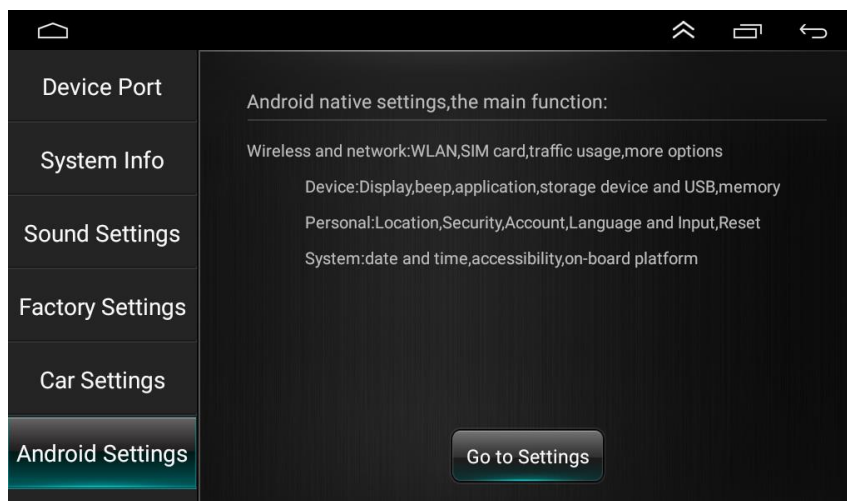 Device Port
System Info
Sound Settings
Factory Settings
Car Settings
Android Settings
Android native settings,the main function:
Wireless and network:WLAN,SIM card,traffic usage,more options
Device:Display,beep,application,storage device and USB,memory
Personal:Location,Security,Account,Language and Input,Reset
System:date and time,accessibility,on-board platform
Go to Settings